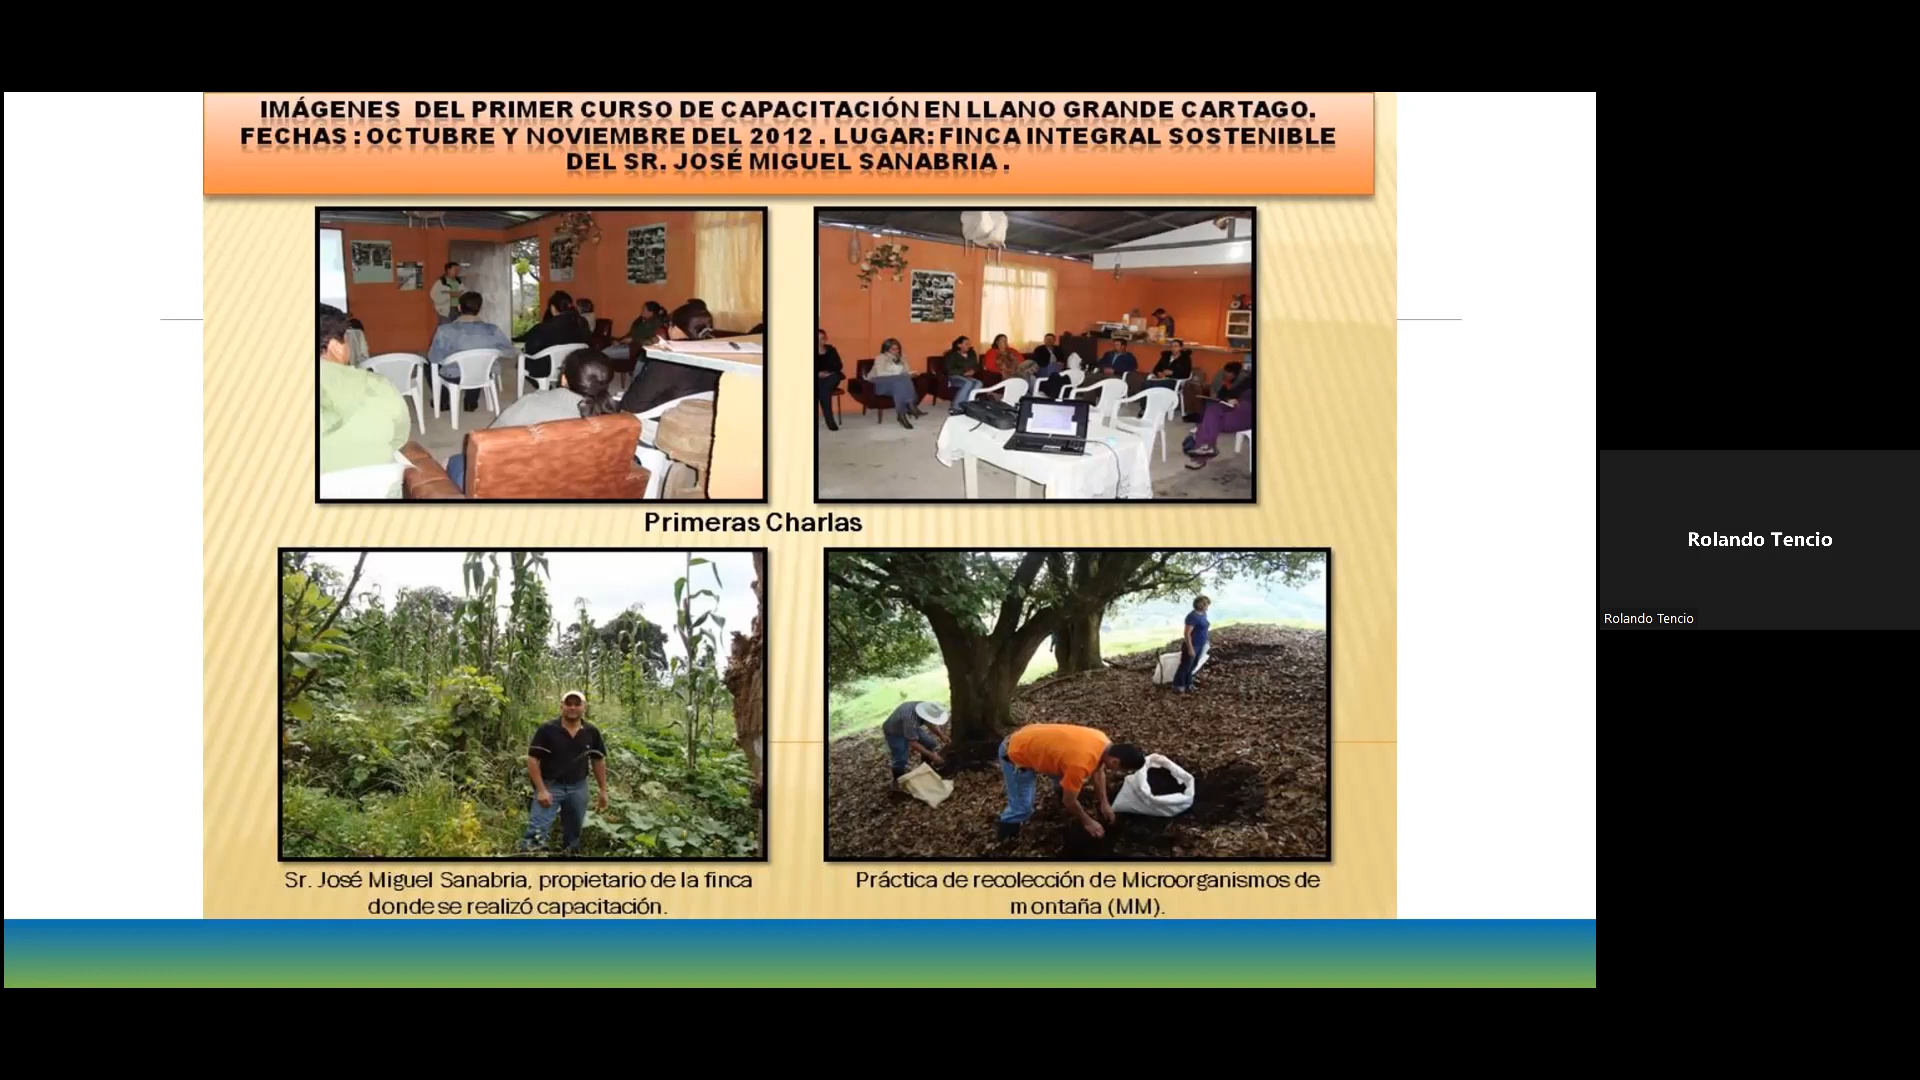 IMÁGENES DEL PRIMER CURSO DE CAPACITACIÓN EN LLANO GRANDE CARTAGO.
FECHAS : OCTUBRE Y NOVIEMBRE DEL 2012 . LUGAR: FINCA INTEGRAL SOSTENIBLE
DEL SR. JOSÉ MIGUEL SANABRIA .
Primeras Charlas
Sr. José Miguel Sanabria, propietario de la finca
donde se realizó capacitación.
Práctica de recolección de Microorganismos de
montaña (MM).
Rolando Tencio
Rolando Tencio